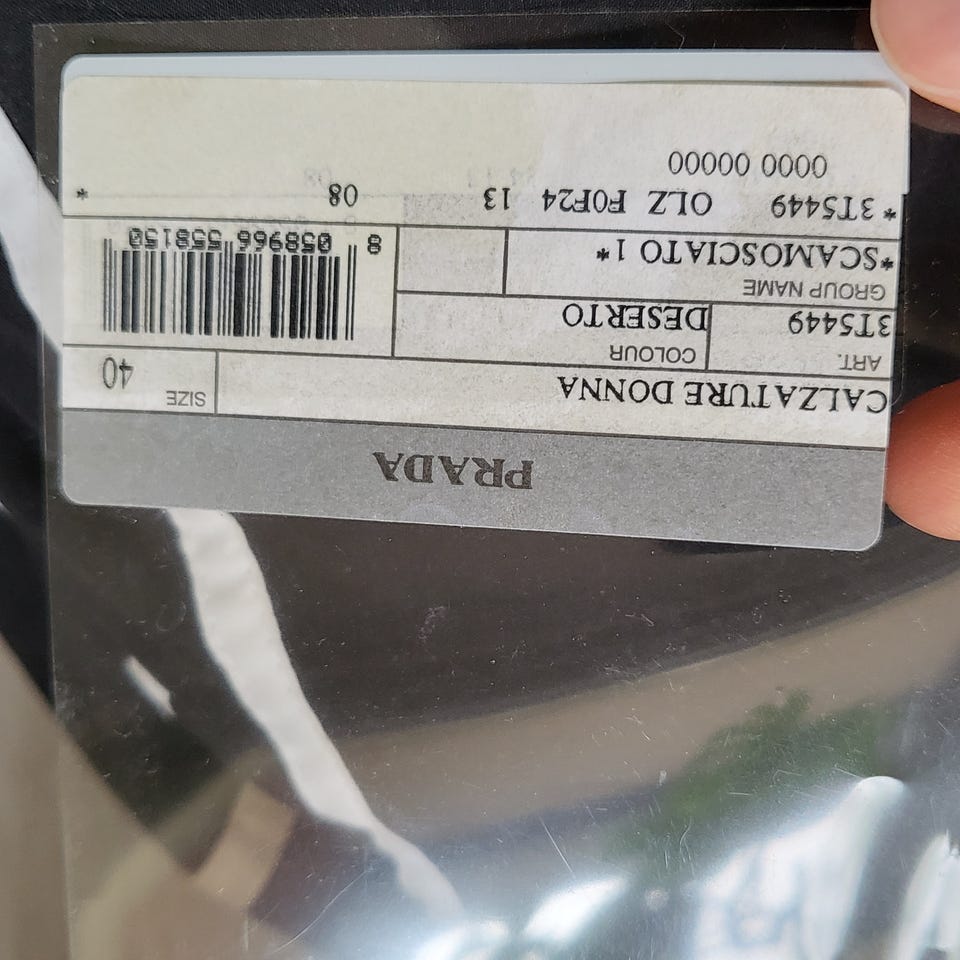 PRADA
CALZATURE DONNA SIZE 40
ART. COLOUR
3T5449 DESERTO
GROUP NAME
*SCAMOSCIATO 1*
8 058966 558150
*3T5449 OLZ F0F24 13 08 *
0000 00000